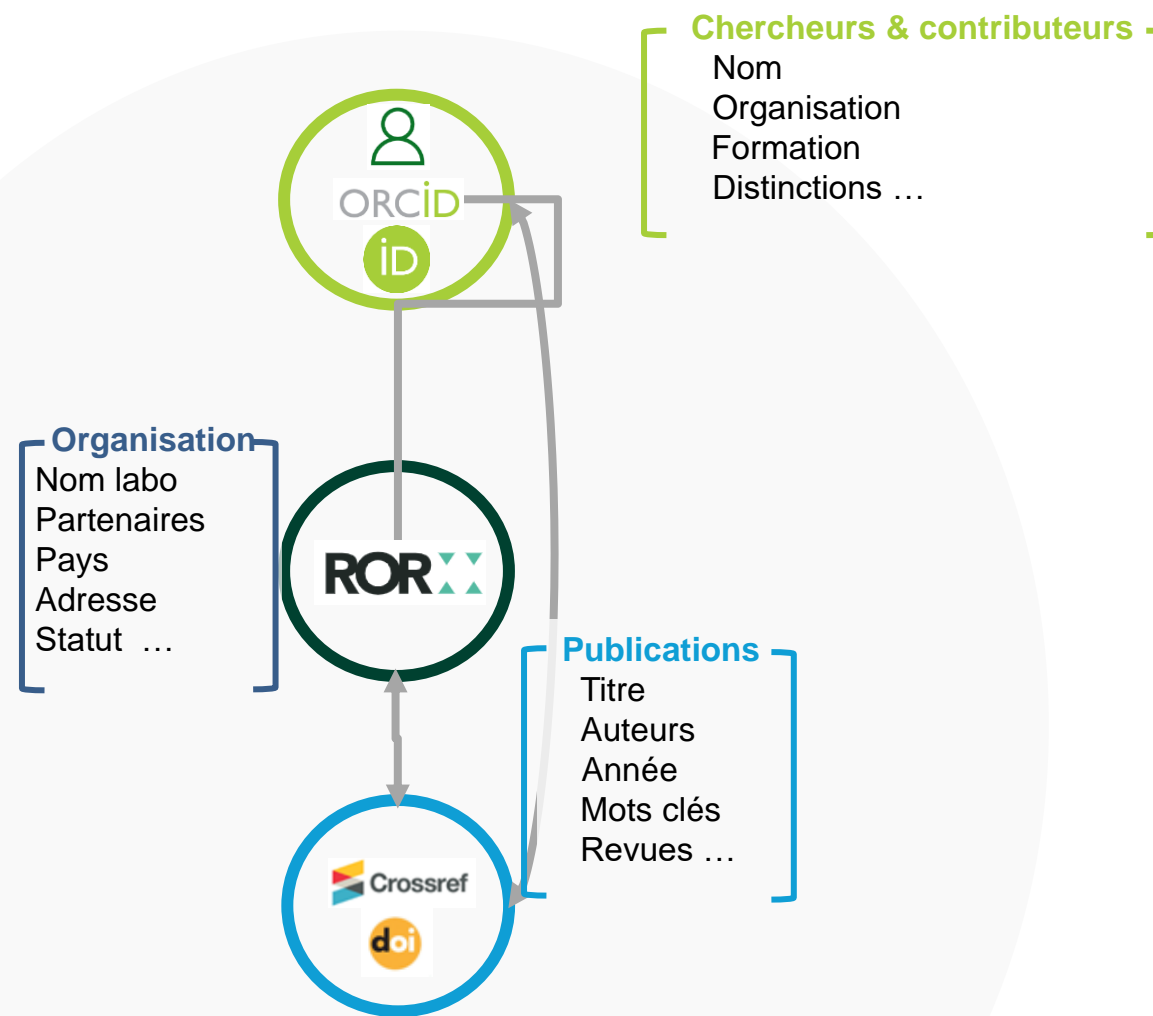 Chercheurs & contributeurs
Nom
Organisation
Formation
Distinctions …
ORCID
iD
Organisation
Nom labo
Partenaires
Pays
Adresse
Statut …
ROR
Publications
Titre
Auteurs
Année
Mots clés
Revues …
Crossref
doi